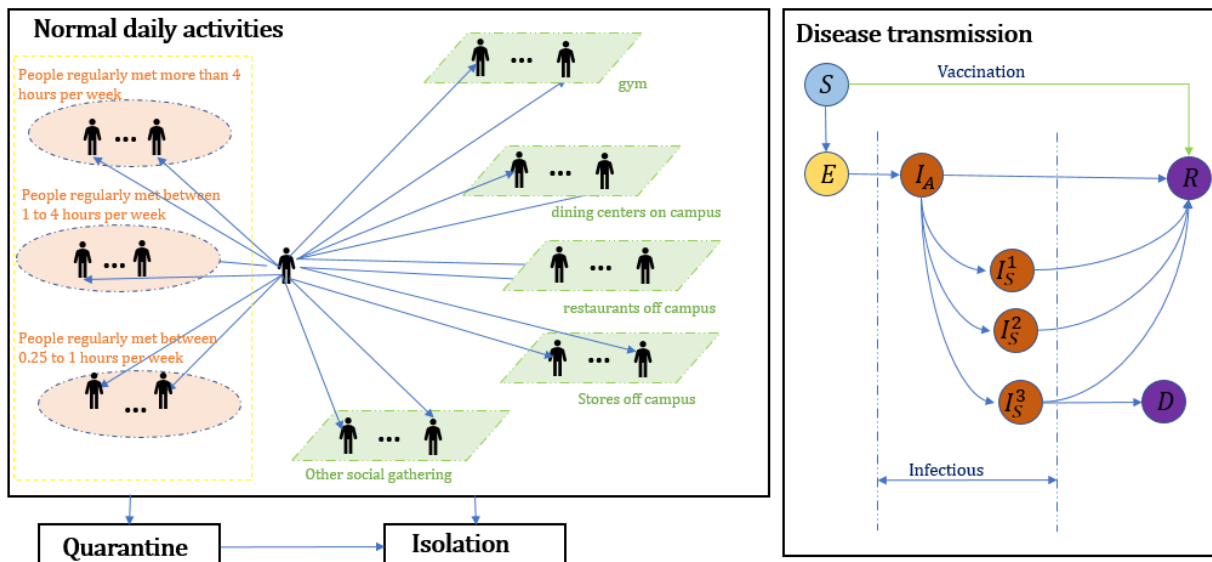 Normal daily activities
People regularly met more than 4
hours per week
People regularly met between
1 to 4 hours per week
People regularly met between
0.25 to 1 hours per week
gym
dining centers on campus
restaurants off campus
Stores off campus
Other social gathering
Quarantine
Isolation
Disease transmission
Vaccination
S
E
I_A
R
I_S^1
I_S^2
I_S^3
D
Infectious